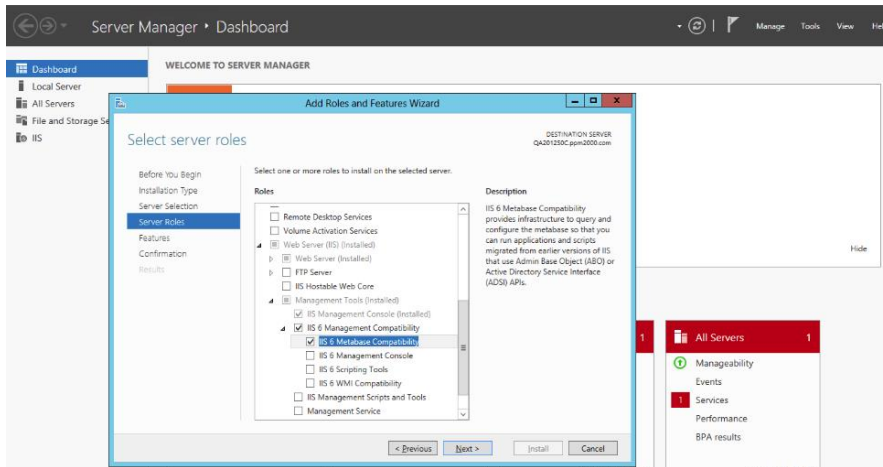 Server Manager • Dashboard
Manage Tools View Hel
Dashboard
Local Server
All Servers
File and Storage Se
IIS
WELCOME TO SERVER MANAGER
Add Roles and Features Wizard
Select server roles
DESTINATION SERVER
QA201250C.ppm2000.com
Before You Begin
Installation Type
Server Selection
Server Roles
Features
Confirmation
Results
Select one or more roles to install on the selected server.
Roles
Remote Desktop Services
Volume Activation Services
Web Server (IIS) (Installed)
Web Server (Installed)
FTP Server
IIS Hostable Web Core
Management Tools (Installed)
IIS Management Console (Installed)
IIS 6 Management Compatibility
IIS 6 Metabase Compatibility
IIS 6 Management Console
IIS 6 Scripting Tools
IIS 6 WMI Compatibility
IIS Management Scripts and Tools
Management Service
Description
IIS 6 Metabase Compatibility
provides infrastructure to query and
configure the metabase so that you
can run applications and scripts
migrated from earlier versions of IIS
that use Admin Base Object (ABO) or
Active Directory Service Interface
(ADSI) APIs.
< Previous Next > Install Cancel
Hide
1
All Servers 1
Manageability
Events
1 Services
Performance
BPA results